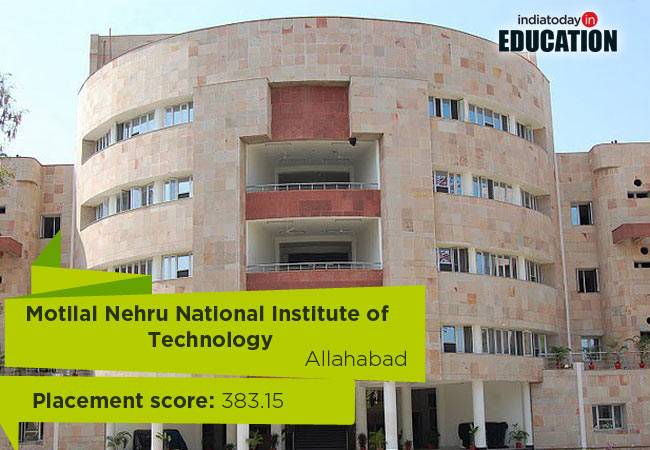 indiatoday in
EDUCATION
Motilal Nehru National Institute of
Technology
Allahabad
Placement score: 383.15